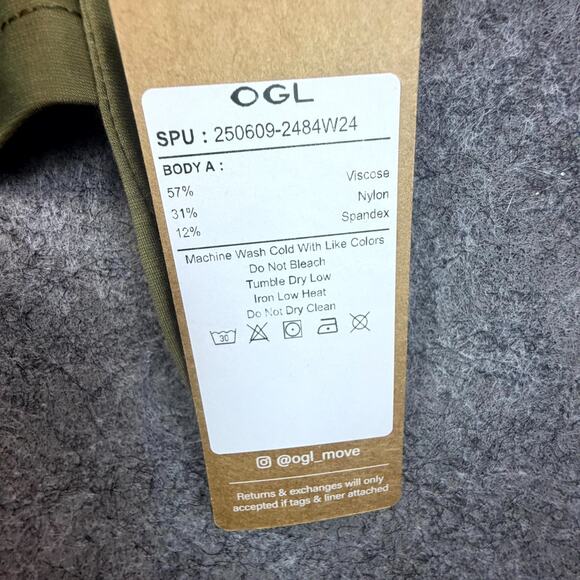 OGL
SPU : 250609-2484W24
BODY A :
57% Viscose
31% Nylon
12% Spandex
Machine Wash Cold With Like Colors
Do Not Bleach
Tumble Dry Low
Iron Low Heat
Do Not Dry Clean
30
@ogl_move
Returns & exchanges will only
accepted if tags & liner attached